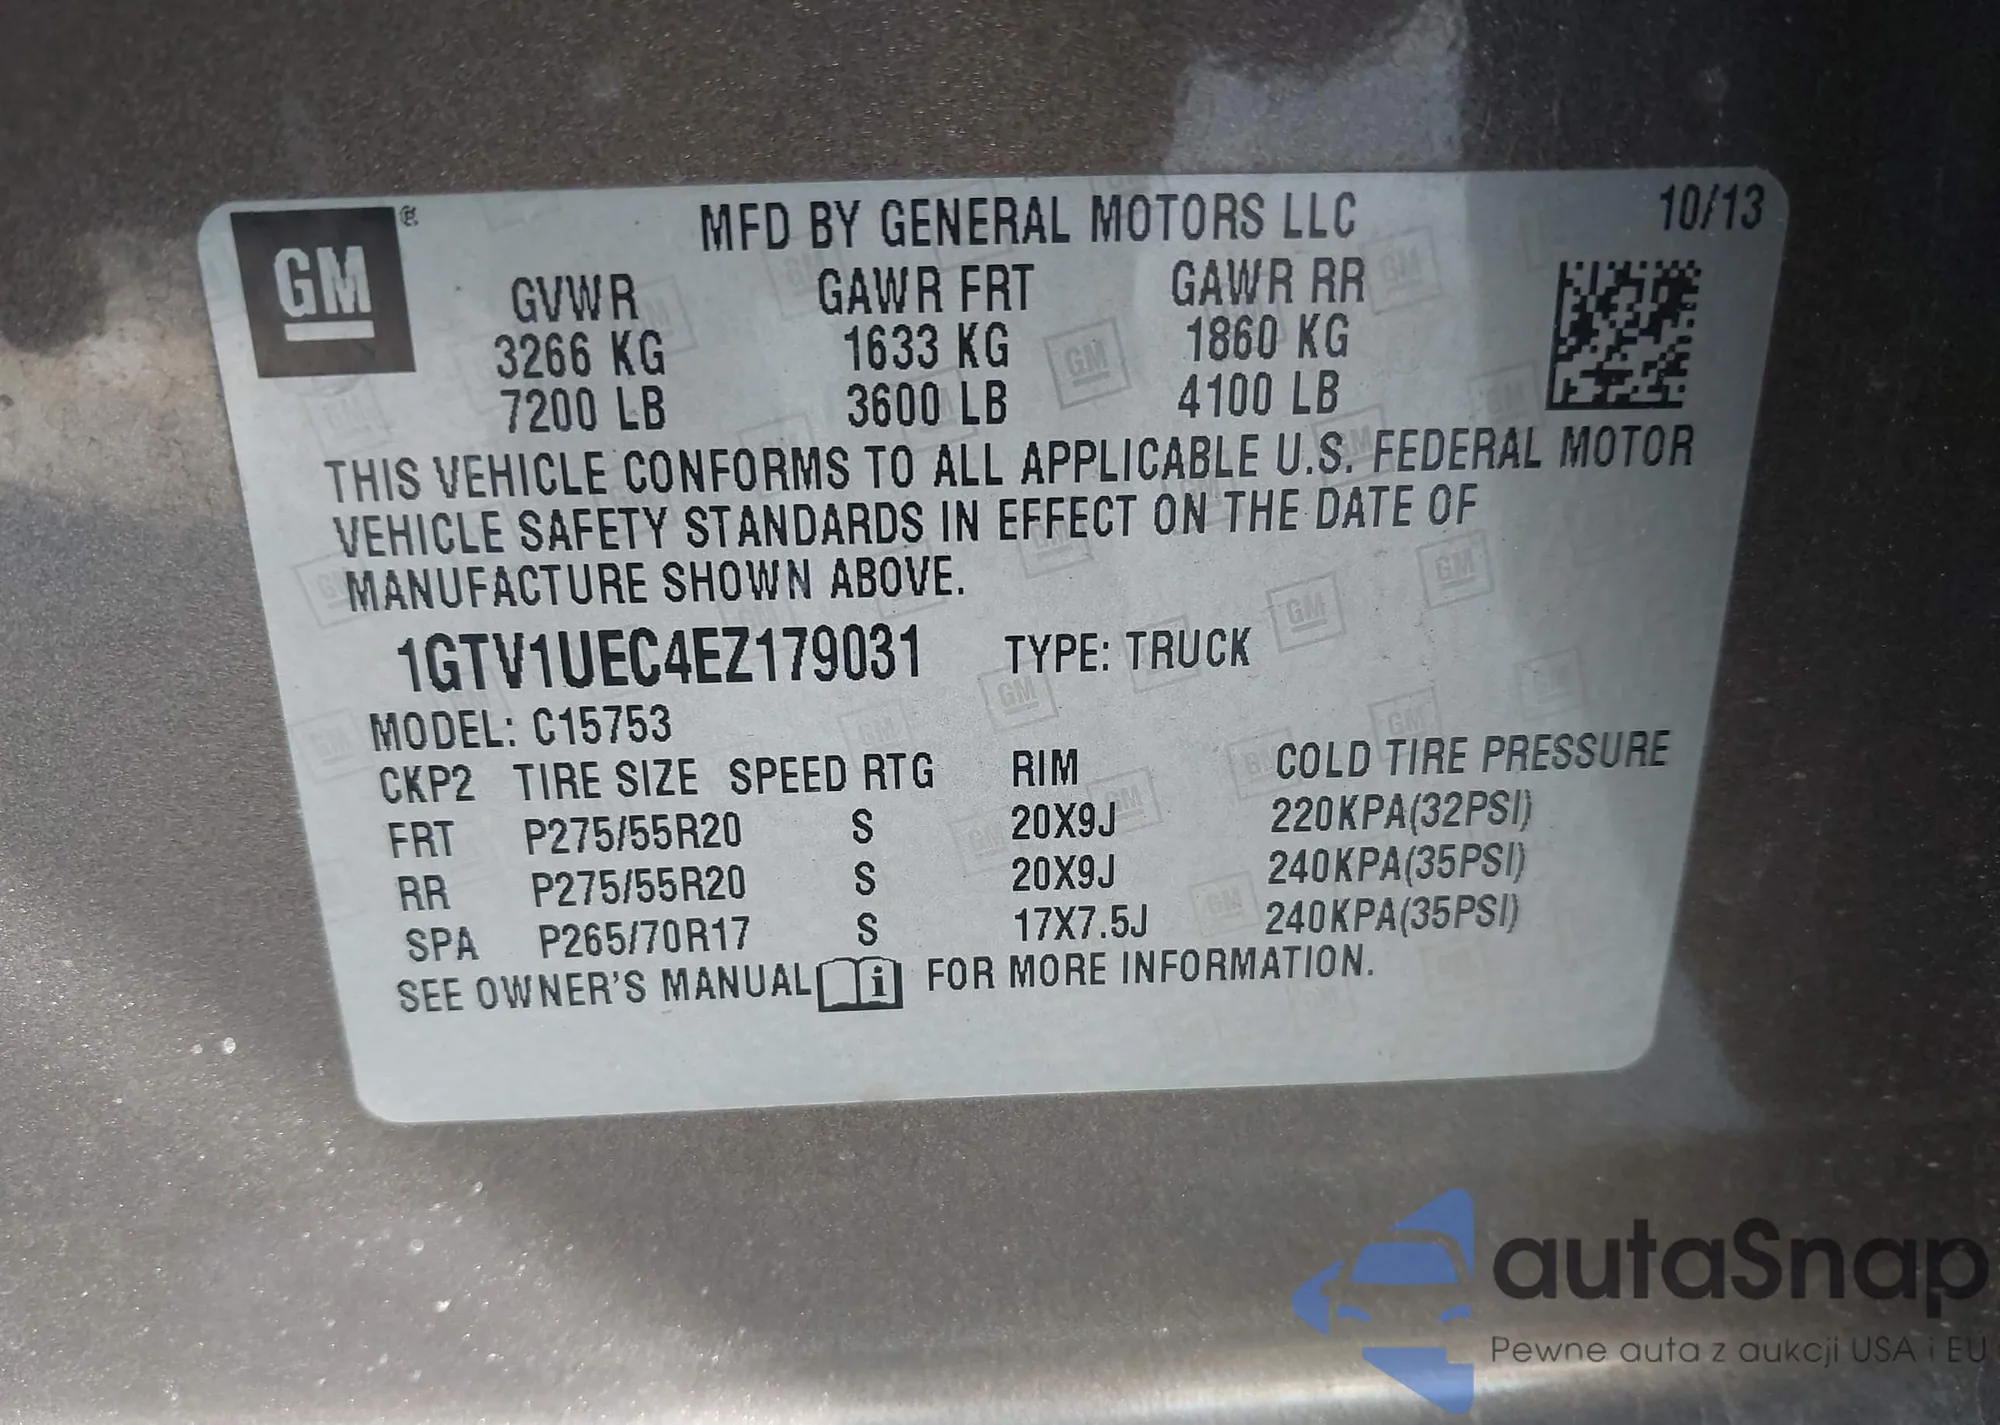 GM ®
MFD BY GENERAL MOTORS LLC 10/13
GVWR GAWR FRT GAWR RR
3266 KG 1633 KG 1860 KG
7200 LB 3600 LB 4100 LB
THIS VEHICLE CONFORMS TO ALL APPLICABLE U.S. FEDERAL MOTOR
VEHICLE SAFETY STANDARDS IN EFFECT ON THE DATE OF
MANUFACTURE SHOWN ABOVE.
1GTV1UEC4EZ179031 TYPE: TRUCK
MODEL: C15753
CKP2 TIRE SIZE SPEED RTG RIM COLD TIRE PRESSURE
FRT P275/55R20 S 20X9J 220KPA(32PSI)
RR P275/55R20 S 20X9J 240KPA(35PSI)
SPA P265/70R17 S 17X7.5J 240KPA(35PSI)
SEE OWNER'S MANUAL i FOR MORE INFORMATION.
autaSnap
Pewne auta z aukcji USA i EU